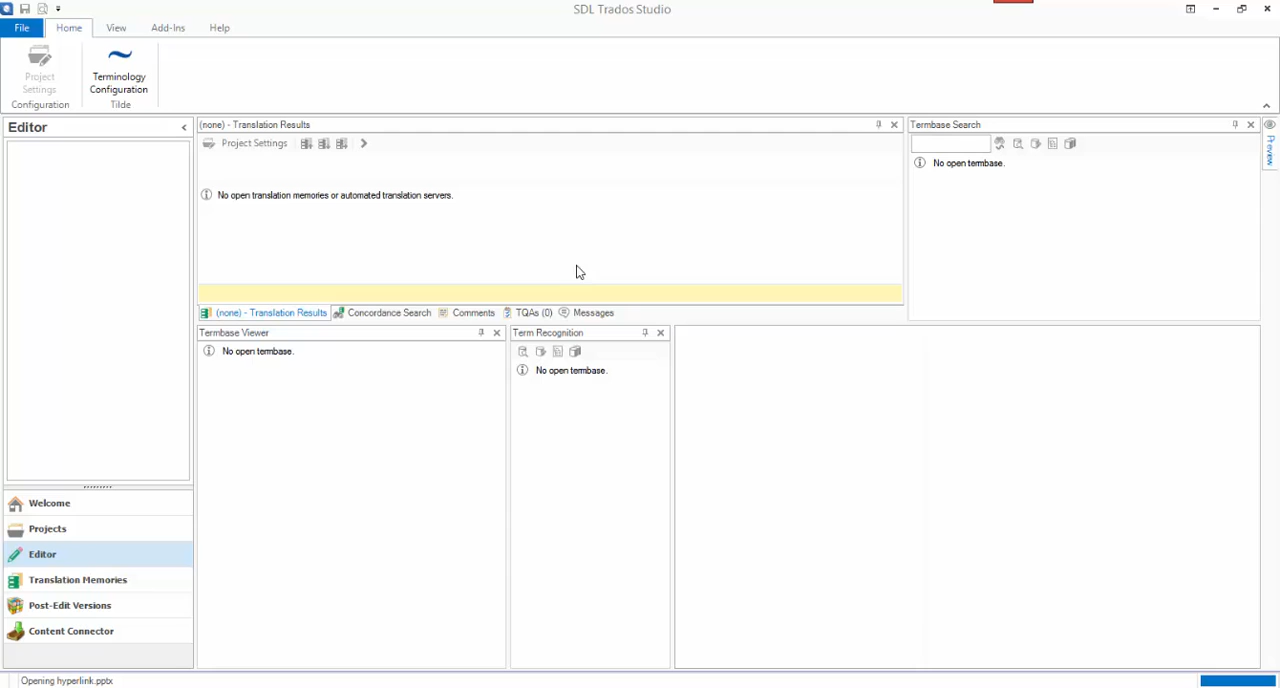 SDL Trados Studio
File Home View Add-Ins Help
Project Settings
Terminology Configuration
Configuration Tilde
Editor
(none) - Translation Results
Project Settings
No open translation memories or automated translation servers.
Termbase Search
No open termbase.
Preview
(none) - Translation Results Concordance Search Comments TQAs (0) Messages
Termbase Viewer
No open termbase.
Term Recognition
No open termbase.
Welcome
Projects
Editor
Translation Memories
Post-Edit Versions
Content Connector
Opening hyperlink.pptx